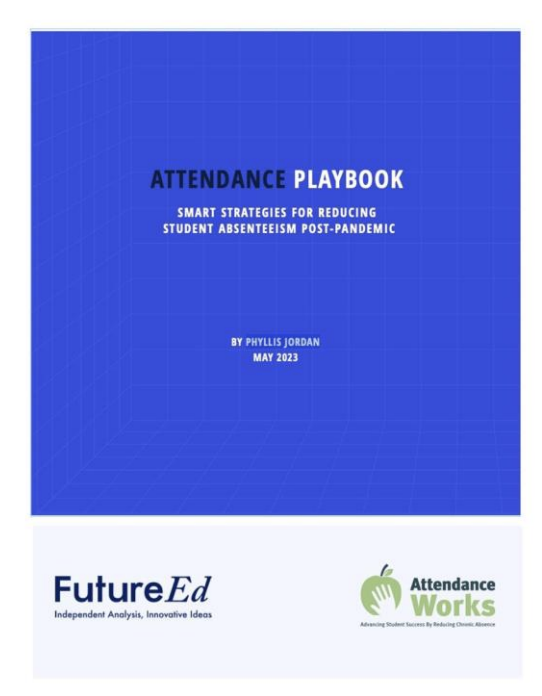 ATTENDANCE PLAYBOOK
SMART STRATEGIES FOR REDUCING
STUDENT ABSENTEEISM POST-PANDEMIC
BY PHYLLIS JORDAN
MAY 2023
FutureEd
Independent Analysis, Innovative Ideas
Attendance
Works
Advancing Student Success By Reducing Chronic Absence